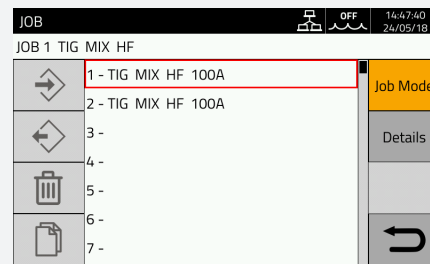 JOB
OFF
14:47:40
24/05/18
JOB 1 TIG MIX HF
1 - TIG MIX HF 100A
2 - TIG MIX HF 100A
3 -
4 -
5 -
6 -
7 -
Job Mode
Details